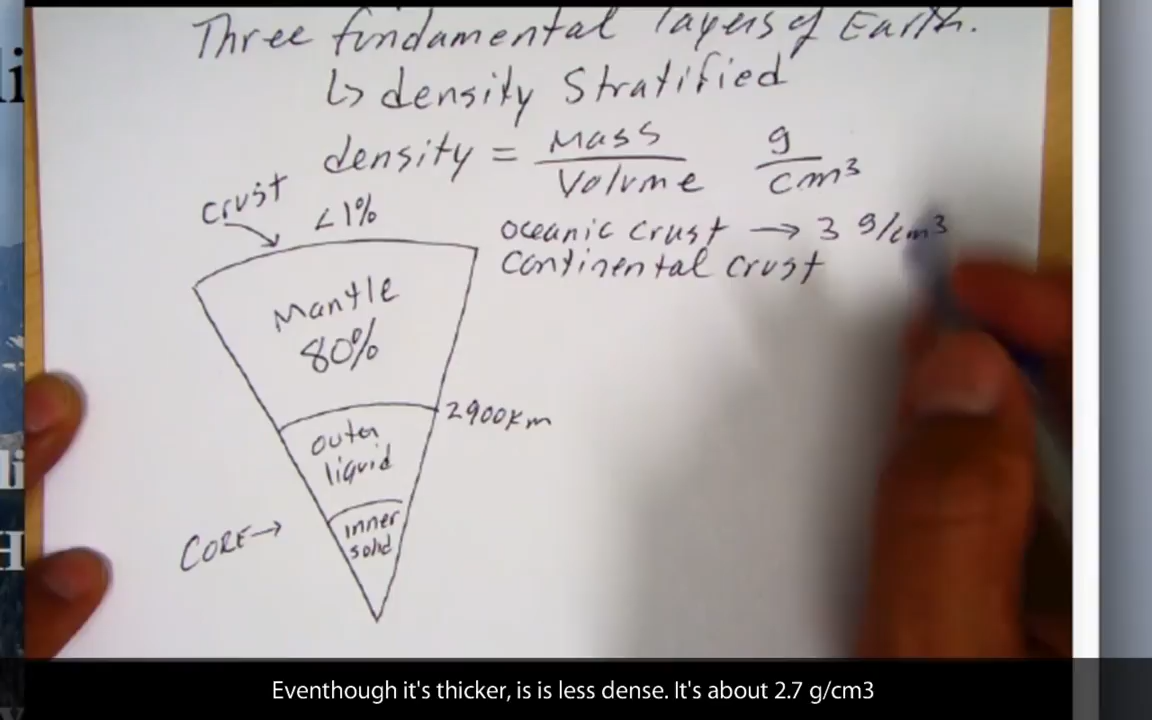 Three fundamental layers of Earth.
↳ density Stratified
density = Mass / Volume g / cm³
crust
<1%
oceanic crust → 3 g/cm³
continental crust
Mantle
80%
2900km
outer
liquid
inner
solid
CORE →
li
li
H
Eventhough it's thicker, is is less dense. It's about 2.7 g/cm3